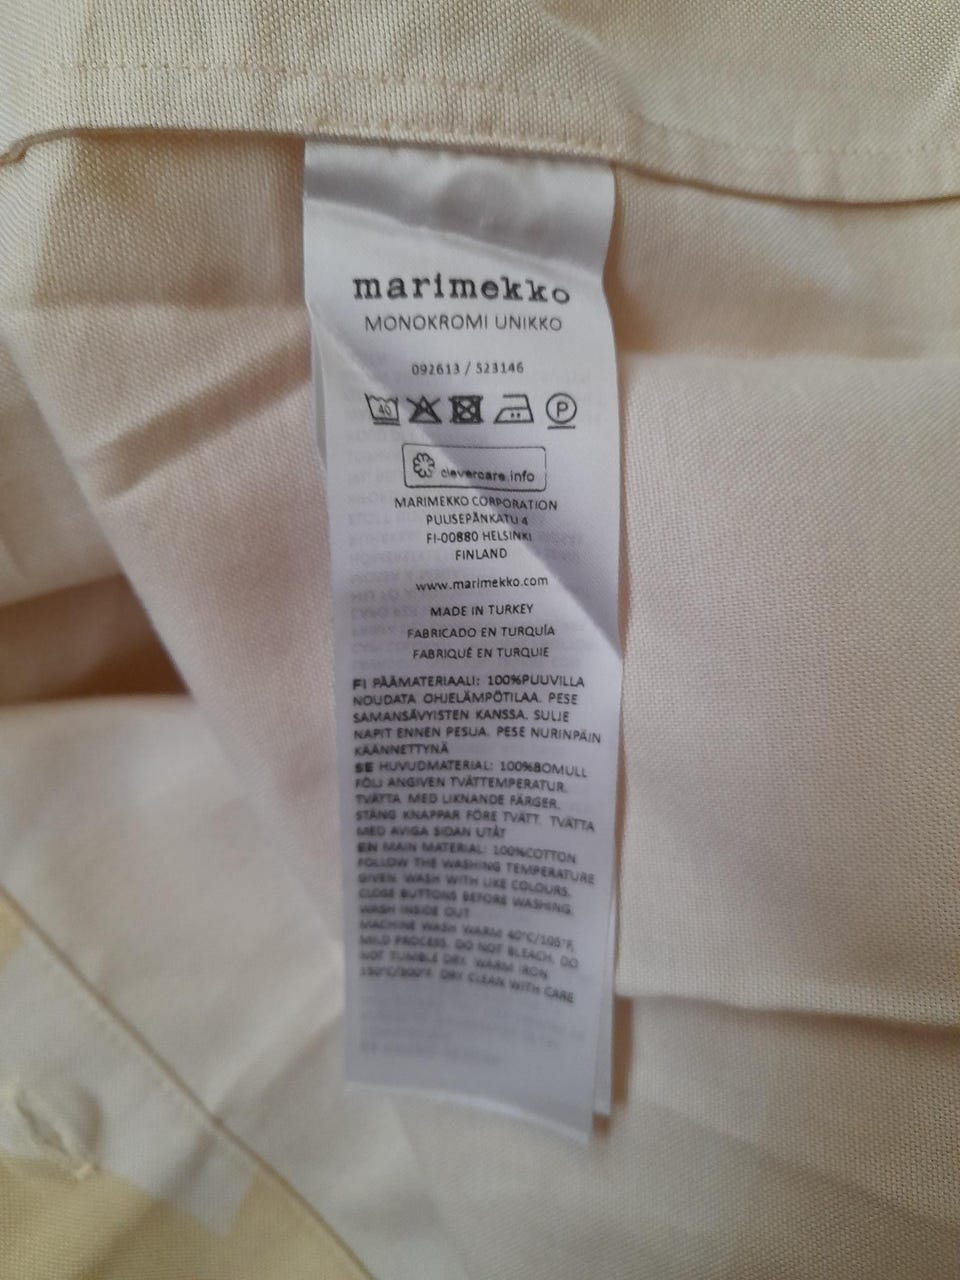 marimekko
MONOKROMI UNIKKO
092613 / 523146
40 P
clevercare.info
MARIMEKKO CORPORATION
PUUSEPÄNKATU 4
FI-00880 HELSINKI
FINLAND
www.marimekko.com
MADE IN TURKEY
FABRICADO EN TURQUÍA
FABRIQUÉ EN TURQUIE
FI PÄÄMATERIAALI: 100%PUUVILLA
NOUDATA OHJELÄMPÖTILAA. PESE
SAMANSÄVYISTEN KANSSA. SULJE
NAPIT ENNEN PESUA. PESE NURINPÄIN
KÄÄNNETTYNÄ
SE HUVUDMATERIAL: 100%BOMULL
FÖLJ ANGIVEN TVÄTTEMPERATUR.
TVÄTTA MED LIKNANDE FÄRGER.
STÄNG KNAPPAR FÖRE TVÄTT. TVÄTTA
MED AVIGA SIDAN UTÅT
EN MAIN MATERIAL: 100%COTTON
FOLLOW THE WASHING TEMPERATURE
GIVEN. WASH WITH LIKE COLOURS.
CLOSE BUTTONS BEFORE WASHING.
WASH INSIDE OUT
MACHINE WASH WARM 40°C/105°F,
MILD PROCESS. DO NOT BLEACH. DO
NOT TUMBLE DRY. WARM IRON
150°C/300°F. DRY CLEAN WITH CARE